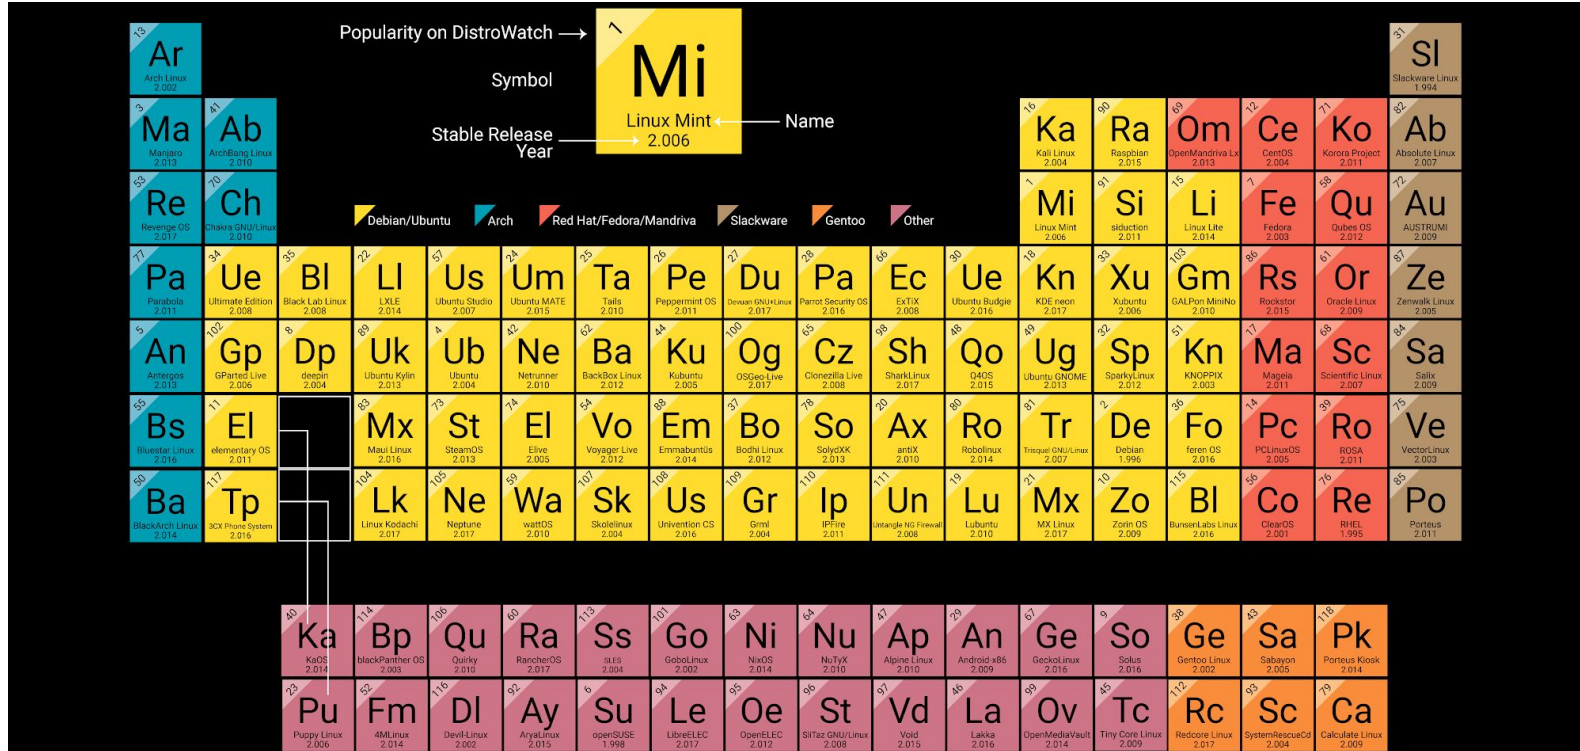 Popularity on DistroWatch
Symbol
Stable Release
Year
1
Mi
Linux Mint
2.006
Name
Debian/Ubuntu
Arch
Red Hat/Fedora/Mandriva
Slackware
Gentoo
Other
13
Ar
Arch Linux
2.002
31
Sl
Slackware Linux
1.994
3
Ma
Manjaro
2.013
41
Ab
ArchBang Linux
2.010
16
Ka
Kali Linux
2.004
90
Ra
Raspbian
2.015
69
Om
OpenMandriva Lx
2.013
12
Ce
CentOS
2.004
71
Ko
Korora Project
2.011
82
Ab
Absolute Linux
2.007
53
Re
Revenge OS
2.017
70
Ch
Chakra GNU/Linux
2.010
1
Mi
Linux Mint
2.006
91
Si
siduction
2.011
15
Li
Linux Lite
2.014
7
Fe
Fedora
2.003
58
Qu
Qubes OS
2.012
72
Au
AUSTRUMI
2.009
77
Pa
Parabola
2.011
34
Ue
Ultimate Edition
2.008
35
Bl
Black Lab Linux
2.008
22
Ll
LXLE
2.014
57
Us
Ubuntu Studio
2.007
24
Um
Ubuntu MATE
2.015
25
Ta
Tails
2.010
26
Pe
Peppermint OS
2.011
27
Du
Devuan GNU+Linux
2.017
28
Pa
Parrot Security OS
2.016
66
Ec
ExTiX
2.008
30
Ue
Ubuntu Budgie
2.016
18
Kn
KDE neon
2.017
33
Xu
Xubuntu
2.006
103
Gm
GALPon MiniNo
2.010
86
Rs
Rockstor
2.015
61
Or
Oracle Linux
2.009
87
Ze
Zenwalk Linux
2.005
5
An
Antergos
2.013
102
Gp
GParted Live
2.006
8
Dp
deepin
2.004
89
Uk
Ubuntu Kylin
2.013
4
Ub
Ubuntu
2.004
42
Ne
Netrunner
2.010
62
Ba
BackBox Linux
2.012
44
Ku
Kubuntu
2.005
100
Og
OSGeo-Live
2.017
65
Cz
Clonezilla Live
2.008
98
Sh
SharkLinux
2.017
48
Qo
Q4OS
2.015
49
Ug
Ubuntu GNOME
2.013
32
Sp
SparkyLinux
2.012
51
Kn
KNOPPIX
2.003
17
Ma
Mageia
2.011
68
Sc
Scientific Linux
2.007
84
Sa
Salix
2.009
55
Bs
Bluestar Linux
2.016
11
El
elementary OS
2.011
83
Mx
Maui Linux
2.016
73
St
SteamOS
2.013
74
El
Elive
2.005
54
Vo
Voyager Live
2.012
88
Em
Emmabuntüs
2.014
37
Bo
Bodhi Linux
2.012
78
So
SolydXK
2.013
20
Ax
antiX
2.010
80
Ro
Robolinux
2.014
81
Tr
Trisquel GNU/Linux
2.007
2
De
Debian
1.996
36
Fo
feren OS
2.016
14
Pc
PCLinuxOS
2.005
39
Ro
ROSA
2.011
75
Ve
VectorLinux
2.003
50
Ba
BlackArch Linux
2.014
117
Tp
3CX Phone System
2.016
104
Lk
Linux Kodachi
2.017
105
Ne
Neptune
2.017
59
Wa
wattOS
2.010
107
Sk
Skolelinux
2.004
108
Us
Univention CS
2.016
109
Gr
Grml
2.004
110
Ip
IPFire
2.011
111
Un
Untangle NG Firewall
2.008
19
Lu
Lubuntu
2.010
21
Mx
MX Linux
2.017
10
Zo
Zorin OS
2.009
115
Bl
BunsenLabs Linux
2.016
56
Co
ClearOS
2.001
76
Re
RHEL
1.995
85
Po
Porteus
2.011
40
Ka
KaOS
2.014
114
Bp
blackPanther OS
2.003
106
Qu
Quirky
2.010
60
Ra
RancherOS
2.017
113
Ss
SLES
2.004
101
Go
GoboLinux
2.002
63
Ni
NixOS
2.014
64
Nu
NuTyX
2.010
47
Ap
Alpine Linux
2.010
29
An
Android-x86
2.009
67
Ge
GeckoLinux
2.016
9
So
Solus
2.016
38
Ge
Gentoo Linux
2.002
43
Sa
Sabayon
2.005
118
Pk
Porteus Kiosk
2.014
23
Pu
Puppy Linux
2.006
52
Fm
4MLinux
2.014
116
Dl
Devil-Linux
2.002
92
Ay
AryaLinux
2.015
6
Su
openSUSE
1.998
94
Le
LibreELEC
2.017
95
Oe
OpenELEC
2.012
96
St
SliTaz GNU/Linux
2.008
97
Vd
Void
2.015
46
La
Lakka
2.016
99
Ov
OpenMediaVault
2.014
45
Tc
Tiny Core Linux
2.009
112
Rc
Redcore Linux
2.017
93
Sc
SystemRescueCd
2.004
79
Ca
Calculate Linux
2.009